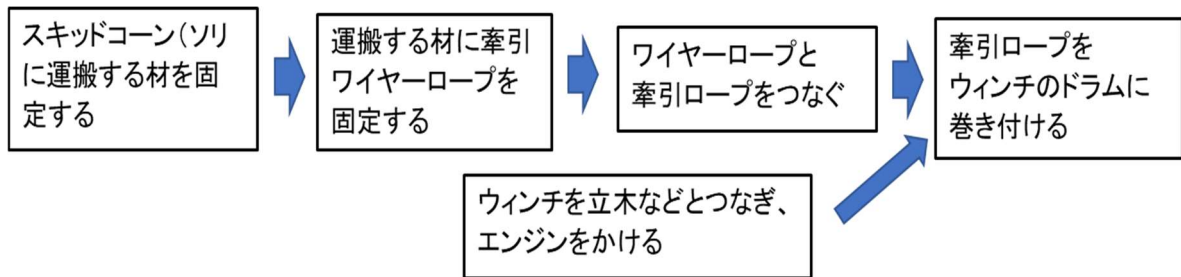 スキッドコーン(ソリ
に運搬する材を固
定する
運搬する材に牽引
ワイヤーロープを
固定する
ワイヤーロープと
牽引ロープをつなぐ
牽引ロープを
ウィンチのドラムに
巻き付ける
ウィンチを立木などとつなぎ、
エンジンをかける